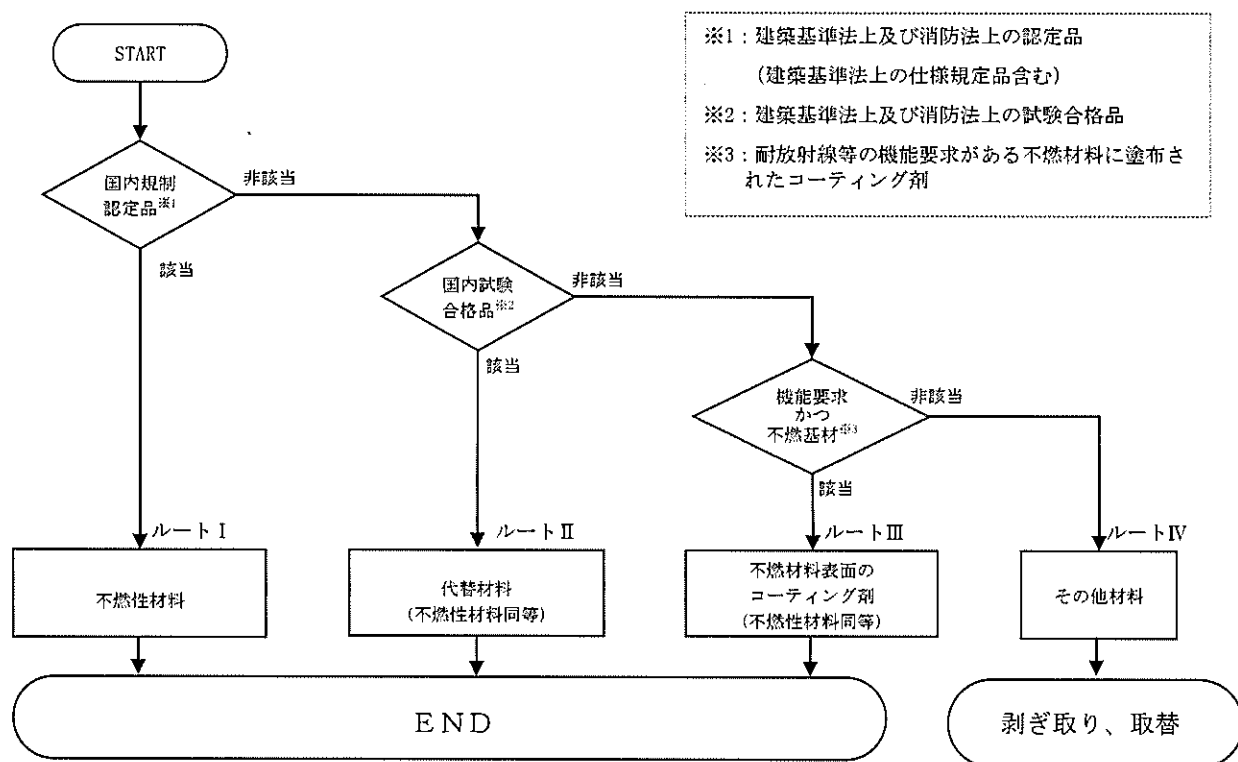 START
※1：建築基準法上及び消防法上の認定品
（建築基準法上の仕様規定品含む）
※2：建築基準法上及び消防法上の試験合格品
※3：耐放射線等の機能要求がある不燃材料に塗布さ
れたコーティング剤
国内規制
認定品※1
非該当
該当
国内試験
合格品※2
非該当
該当
機能要求
かつ
不燃基材※3
非該当
該当
ルートⅠ
不燃性材料
ルートⅡ
代替材料
(不燃性材料同等)
ルートⅢ
不燃材料表面の
コーティング剤
(不燃性材料同等)
ルートⅣ
その他材料
END
剥ぎ取り、取替